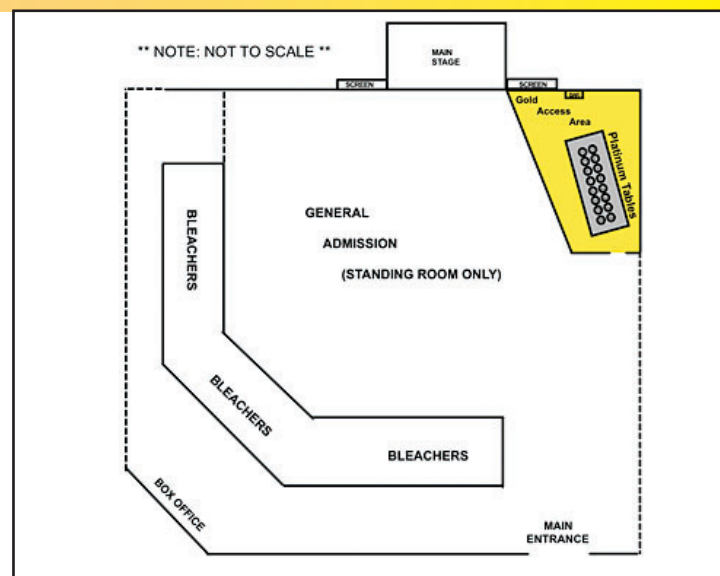 ** NOTE: NOT TO SCALE **
MAIN
STAGE
SCREEN
SCREEN
Gold
Access
Area
BAR
Platinum Tables
GENERAL
ADMISSION
(STANDING ROOM ONLY)
BLEACHERS
BLEACHERS
BLEACHERS
BOX OFFICE
MAIN
ENTRANCE